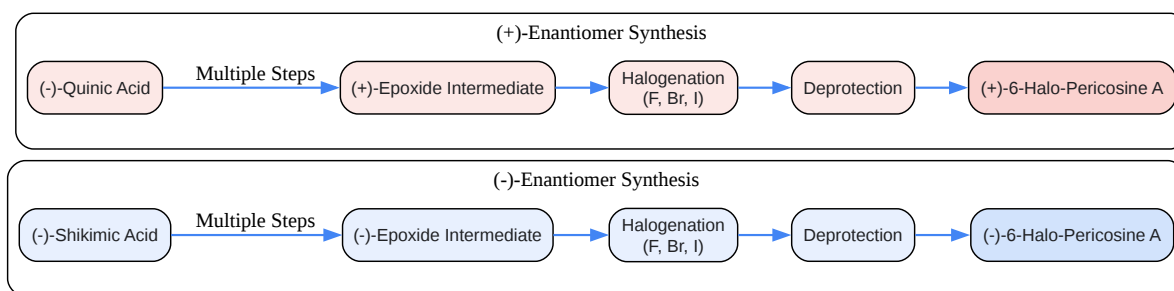 (+)-Enantiomer Synthesis
(-)-Quinic Acid
Multiple Steps
(+)-Epoxide Intermediate
Halogenation
(F, Br, I)
Deprotection
(+)-6-Halo-Pericosine A
(-)-Enantiomer Synthesis
(-)-Shikimic Acid
Multiple Steps
(-)-Epoxide Intermediate
Halogenation
(F, Br, I)
Deprotection
(-)-6-Halo-Pericosine A